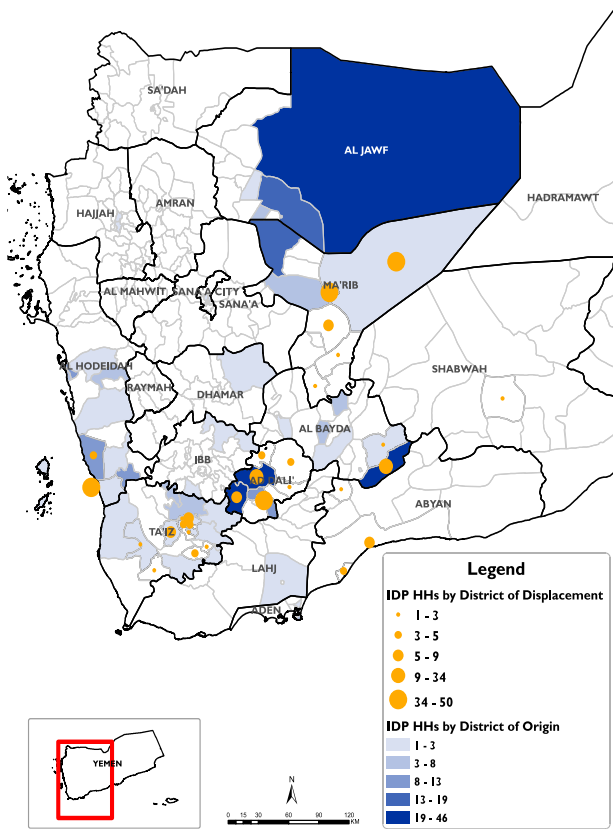 SA'DAH
AL JAWF
HADRAMAWT
HAJJAH
AMRAN
MA'RIB
AL MAHWIT
SANA'A CITY
SANA'A
SHABWAH
AL HODEIDAH
RAYMAH
DHAMAR
AL BAYDA
IBB
AD DALI'
ABYAN
TA'IZ
LAHJ
ADEN
Legend
IDP HHs by District of Displacement
1 - 3
3 - 5
5 - 9
9 - 34
34 - 50
IDP HHs by District of Origin
1 - 3
3 - 8
8 - 13
13 - 19
19 - 46
YEMEN
N
0 15 30 60 90 120
KM